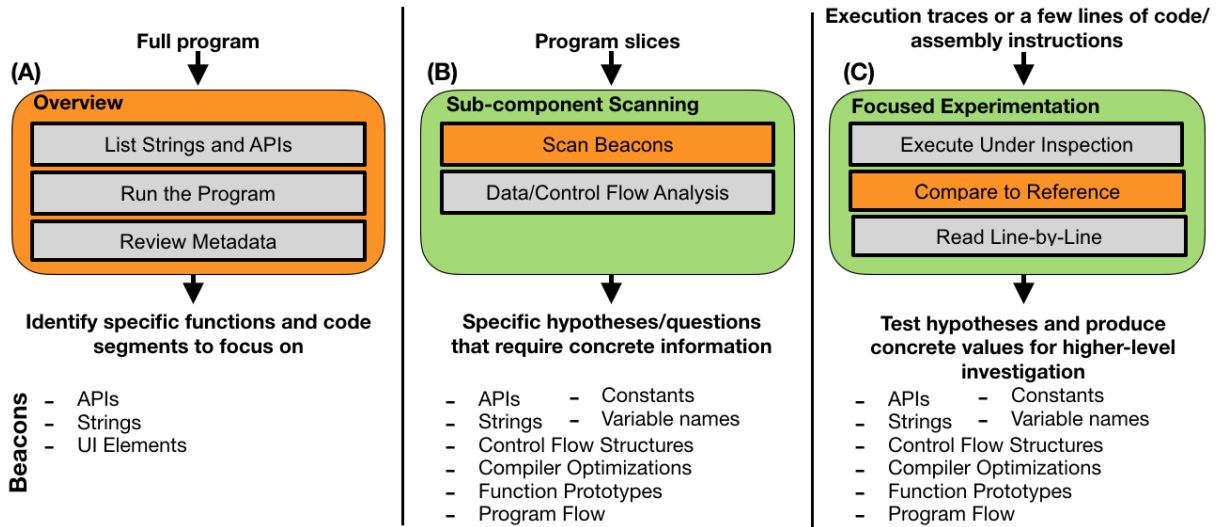 Full program
(A)
Overview
List Strings and APIs
Run the Program
Review Metadata
Identify specific functions and code
segments to focus on
Beacons
- APIs
- Strings
- UI Elements
Program slices
(B)
Sub-component Scanning
Scan Beacons
Data/Control Flow Analysis
Specific hypotheses/questions
that require concrete information
- APIs - Constants
- Strings - Variable names
- Control Flow Structures
- Compiler Optimizations
- Function Prototypes
- Program Flow
Execution traces or a few lines of code/
assembly instructions
(C)
Focused Experimentation
Execute Under Inspection
Compare to Reference
Read Line-by-Line
Test hypotheses and produce
concrete values for higher-level
investigation
- APIs - Constants
- Strings - Variable names
- Control Flow Structures
- Compiler Optimizations
- Function Prototypes
- Program Flow